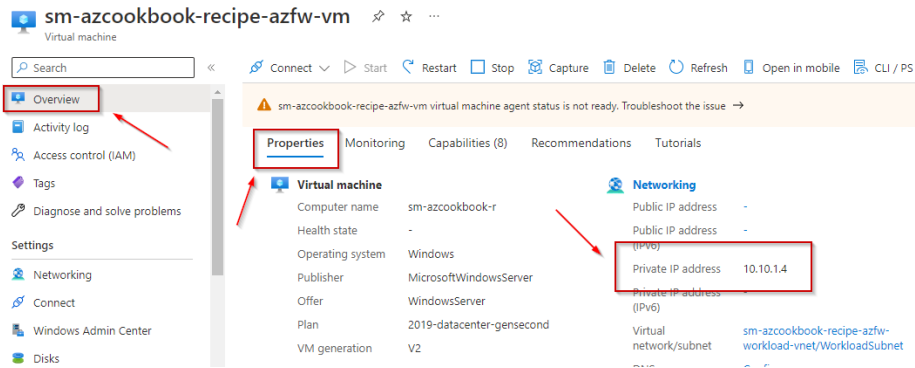 sm-azcookbook-recipe-azfw-vm
Virtual machine
Search
Connect Start Restart Stop Capture Delete Refresh Open in mobile CLI / PS
Overview
Activity log
Access control (IAM)
Tags
Diagnose and solve problems
Settings
Networking
Connect
Windows Admin Center
Disks
sm-azcookbook-recipe-azfw-vm virtual machine agent status is not ready. Troubleshoot the issue →
Properties Monitoring Capabilities (8) Recommendations Tutorials
Virtual machine
Computer name sm-azcookbook-r
Health state -
Operating system Windows
Publisher MicrosoftWindowsServer
Offer WindowsServer
Plan 2019-datacenter-gensecond
VM generation V2
Networking
Public IP address -
Public IP address -
(IPv6)
Private IP address 10.10.1.4
Private IP address -
(IPv6)
Virtual sm-azcookbook-recipe-azfw-
network/subnet workload-vnet/WorkloadSubnet